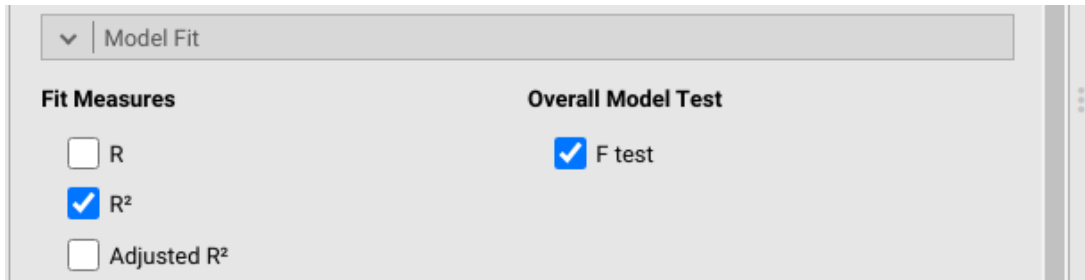 Model Fit
Fit Measures
Overall Model Test
R
F test
R²
Adjusted R²